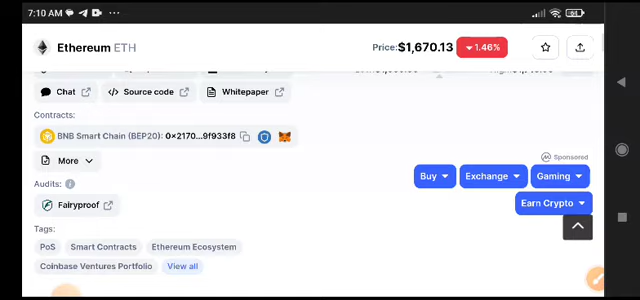 7:10 AM
Ethereum ETH
Price: $1,670.13 1.46%
Chat Source code Whitepaper
Contracts:
BNB Smart Chain (BEP20): 0x2170...9f933f8
More
Sponsored
Buy Exchange Gaming
Audits:
Earn Crypto
Fairyproof
Tags:
PoS Smart Contracts Ethereum Ecosystem
Coinbase Ventures Portfolio View all